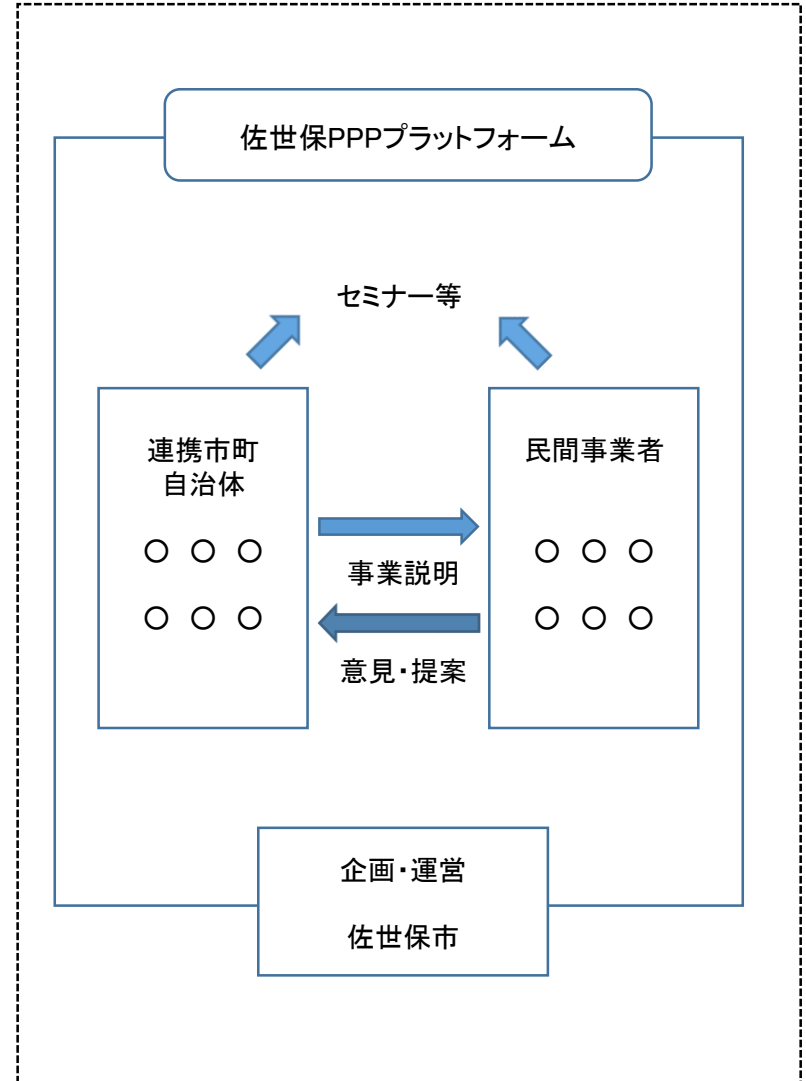 佐世保PPPプラットフォーム
セミナー等
連携市町
自治体
○ ○ ○
○ ○ ○
民間事業者
○ ○ ○
○ ○ ○
事業説明
意見・提案
企画・運営
佐世保市